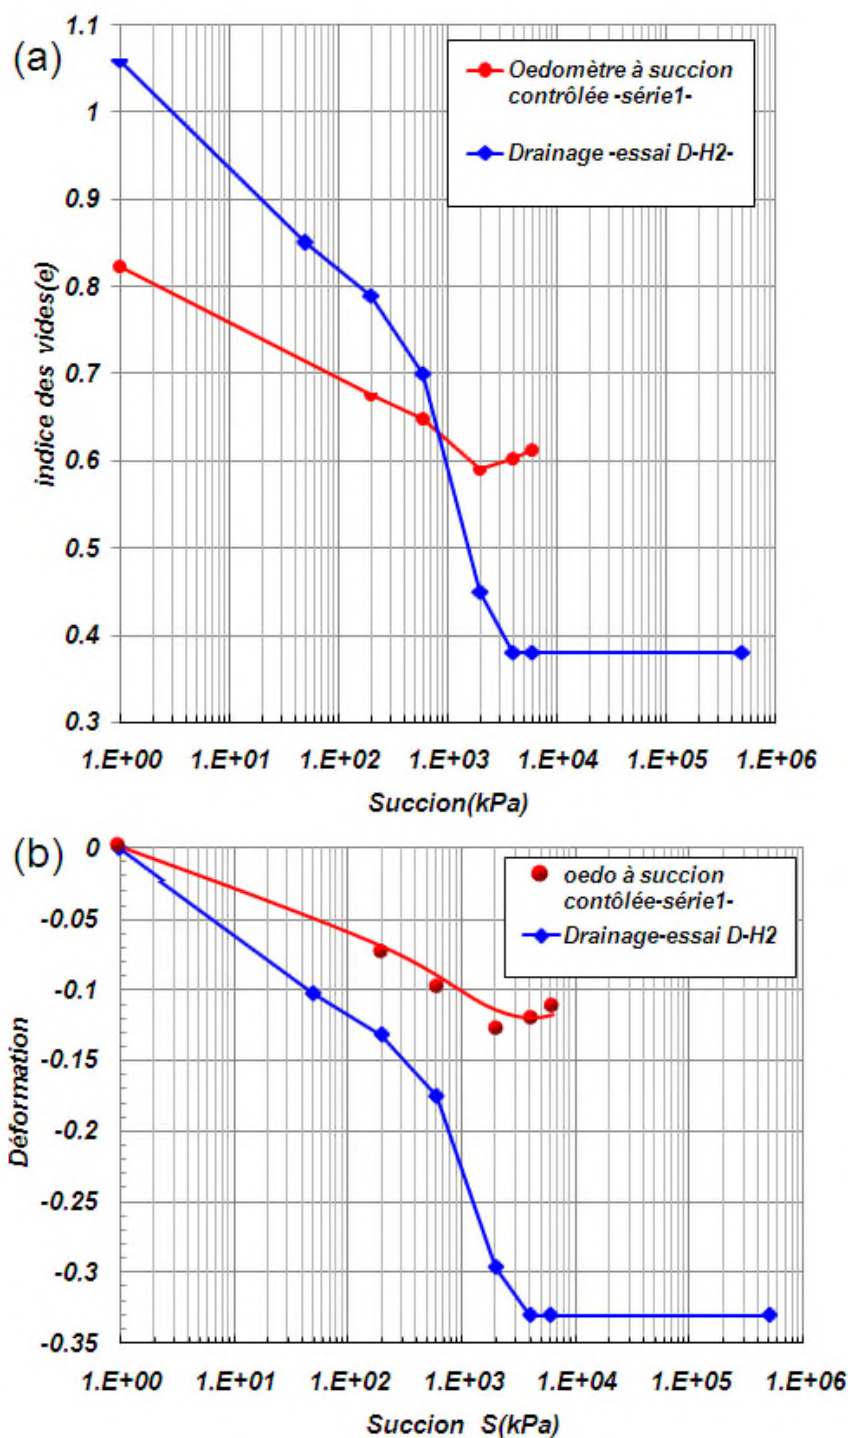 (a)
1.1
1
0.9
0.8
0.7
0.6
0.5
0.4
0.3
indice des vides(e)
Oedomètre à succion
contrôlée -série1-
Drainage -essai D-H2-
1.E+00 1.E+01 1.E+02 1.E+03 1.E+04 1.E+05 1.E+06
Succion(kPa)
(b)
0
-0.05
-0.1
-0.15
-0.2
-0.25
-0.3
-0.35
Déformation
oedo à succion
contôlée-série1-
Drainage-essai D-H2
1.E+00 1.E+01 1.E+02 1.E+03 1.E+04 1.E+05 1.E+06
Succion S(kPa)